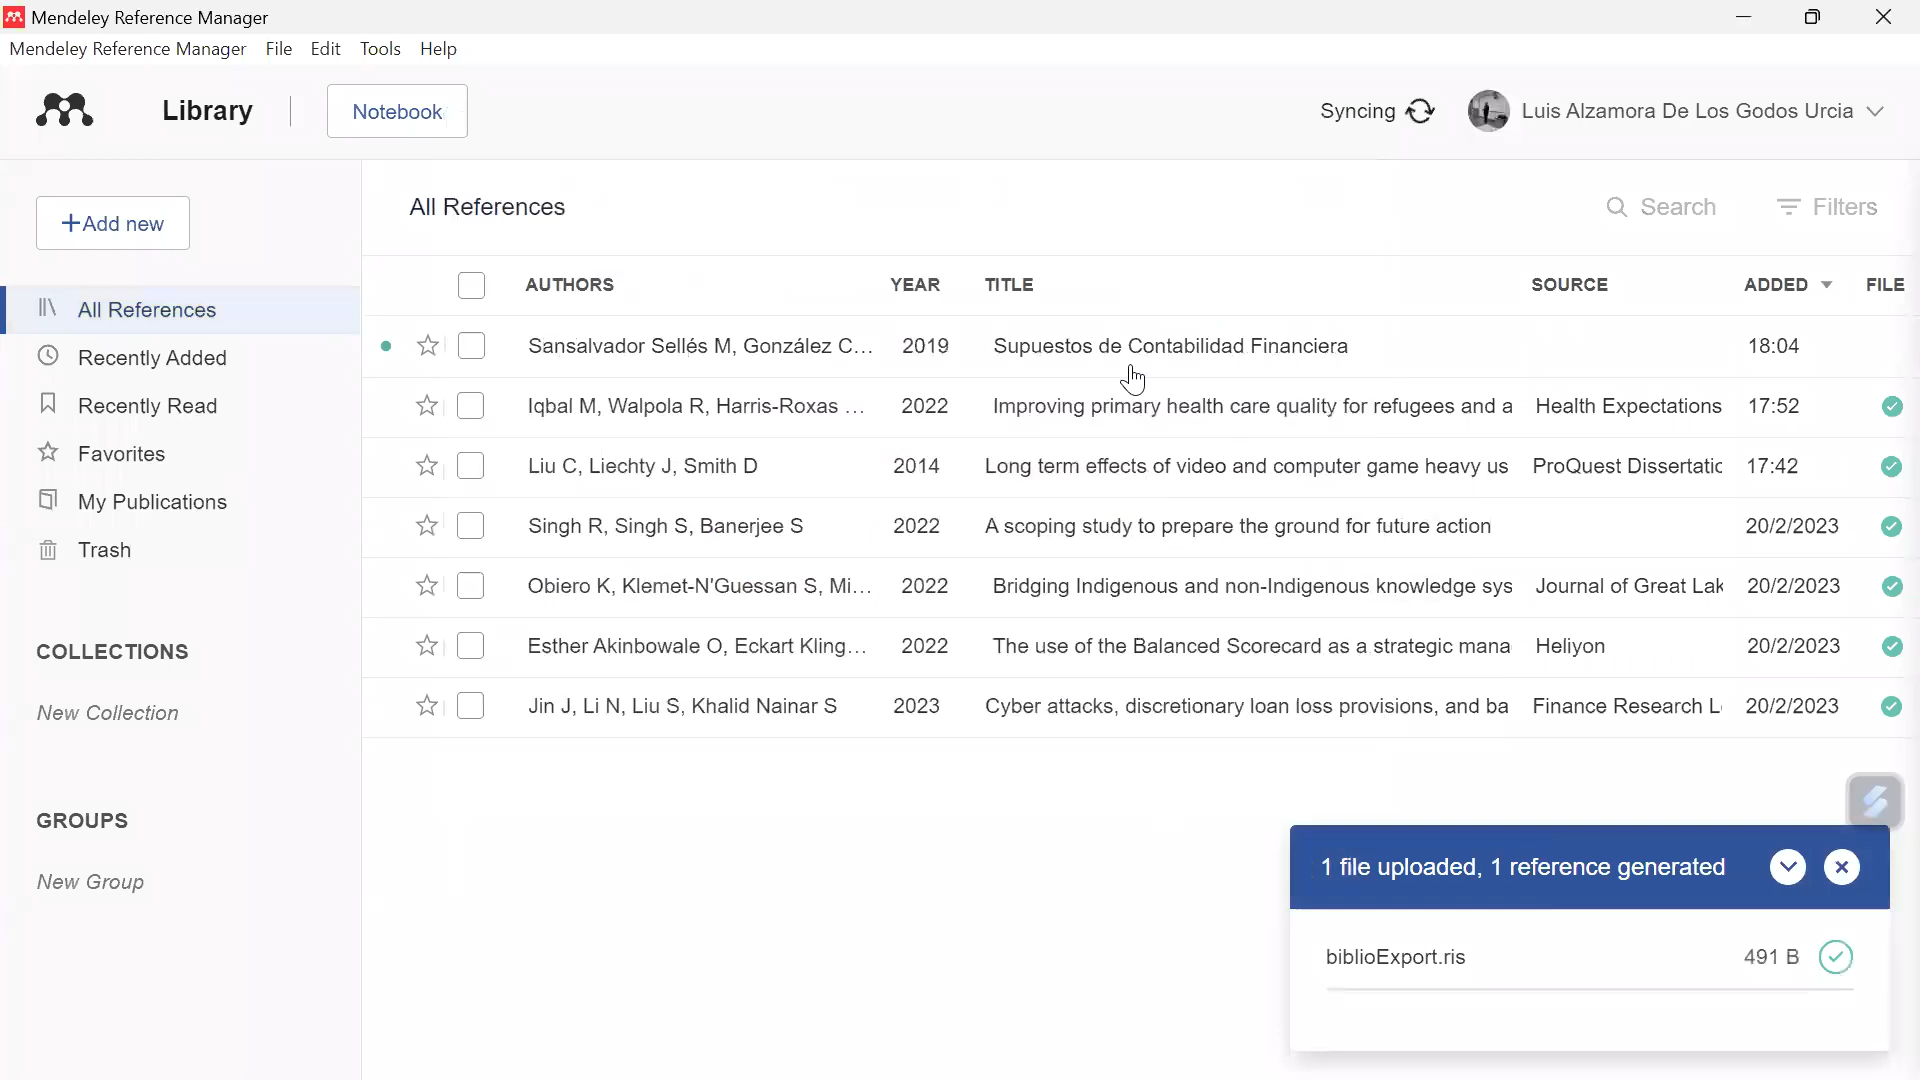 Mendeley Reference Manager
Mendeley Reference Manager File Edit Tools Help
Library Notebook Syncing Luis Alzamora De Los Godos Urcia
+Add new
All References
Recently Added
Recently Read
Favorites
My Publications
Trash
COLLECTIONS
New Collection
GROUPS
New Group
All References Search Filters
AUTHORS YEAR TITLE SOURCE ADDED FILE
Sansalvador Sellés M, González C... 2019 Supuestos de Contabilidad Financiera 18:04
Iqbal M, Walpola R, Harris-Roxas ... 2022 Improving primary health care quality for refugees and a Health Expectations 17:52
Liu C, Liechty J, Smith D 2014 Long term effects of video and computer game heavy us ProQuest Dissertatic 17:42
Singh R, Singh S, Banerjee S 2022 A scoping study to prepare the ground for future action 20/2/2023
Obiero K, Klemet-N'Guessan S, Mi... 2022 Bridging Indigenous and non-Indigenous knowledge sys Journal of Great Lak 20/2/2023
Esther Akinbowale O, Eckart Kling... 2022 The use of the Balanced Scorecard as a strategic mana Heliyon 20/2/2023
Jin J, Li N, Liu S, Khalid Nainar S 2023 Cyber attacks, discretionary loan loss provisions, and ba Finance Research L 20/2/2023
1 file uploaded, 1 reference generated
biblioExport.ris 491 B